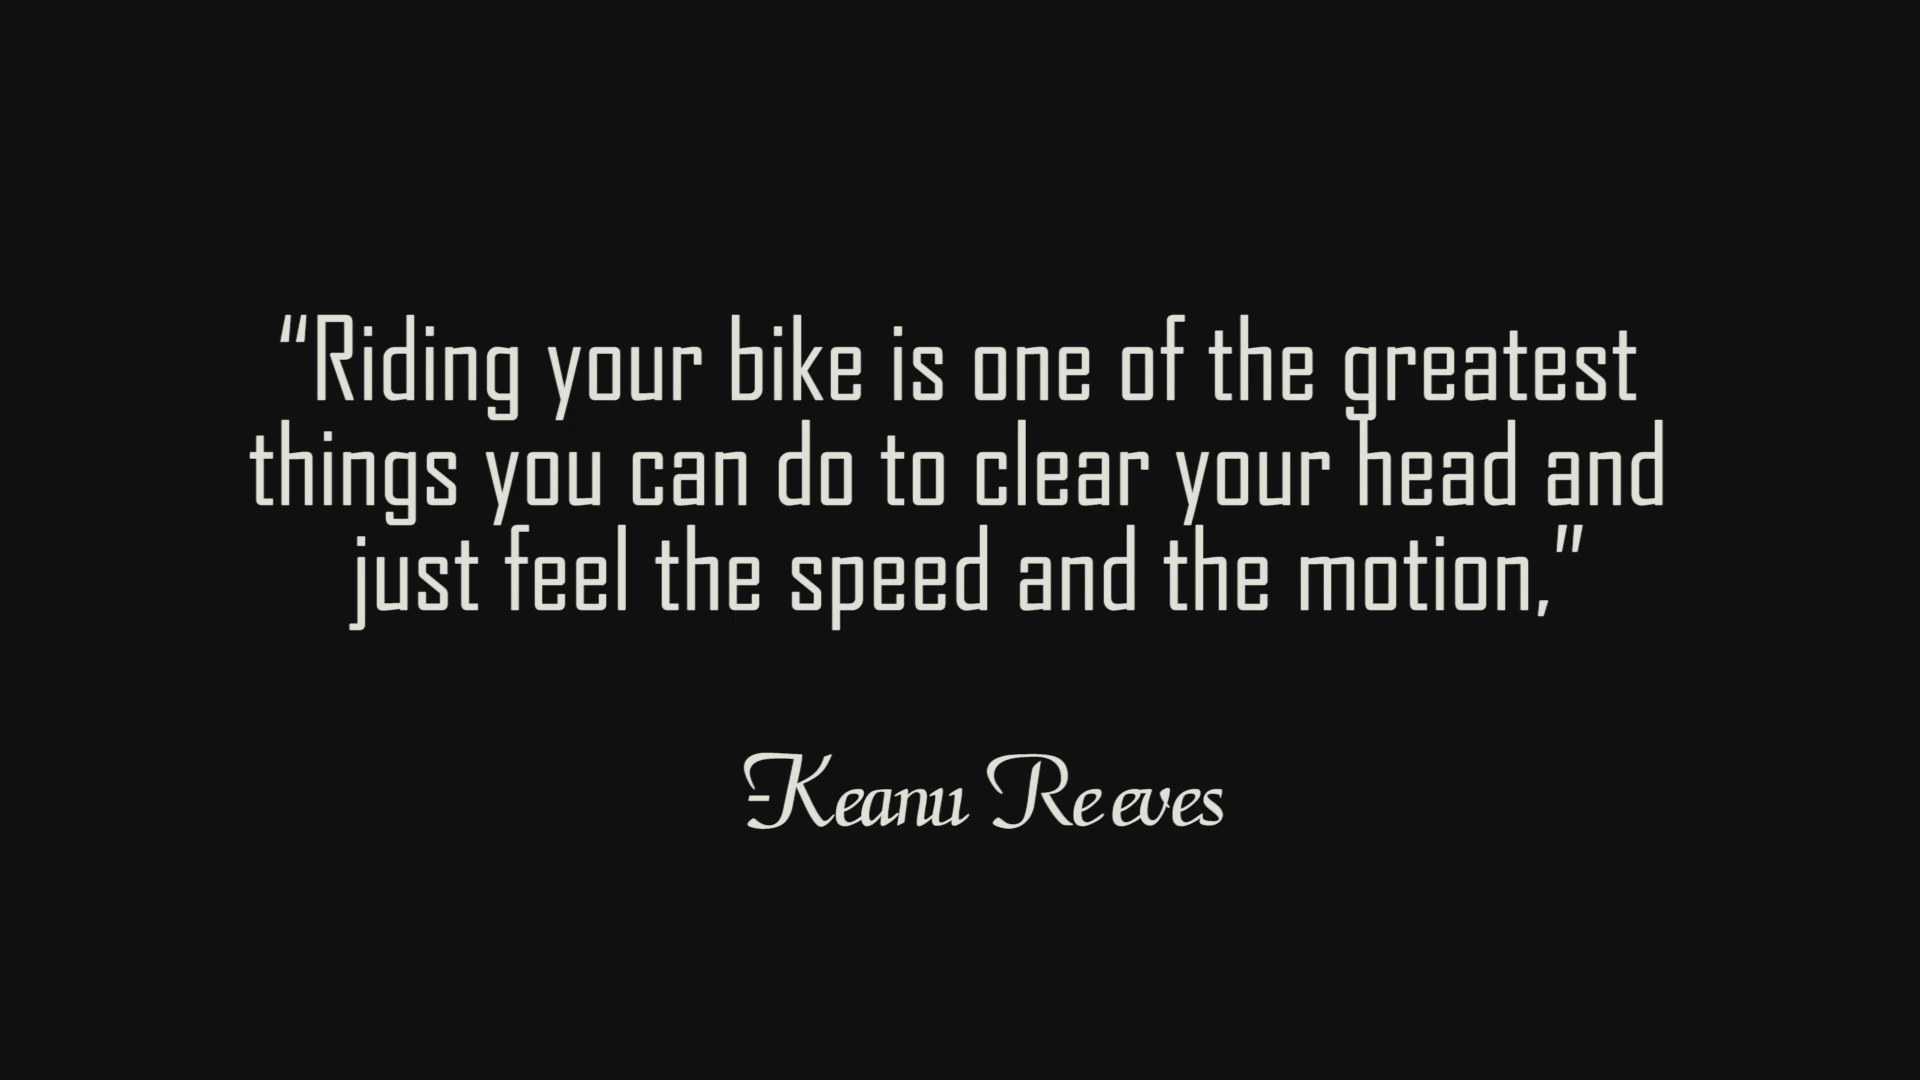 “Riding your bike is one of the greatest
things you can do to clear your head and
just feel the speed and the motion,”
-Keanu Reeves